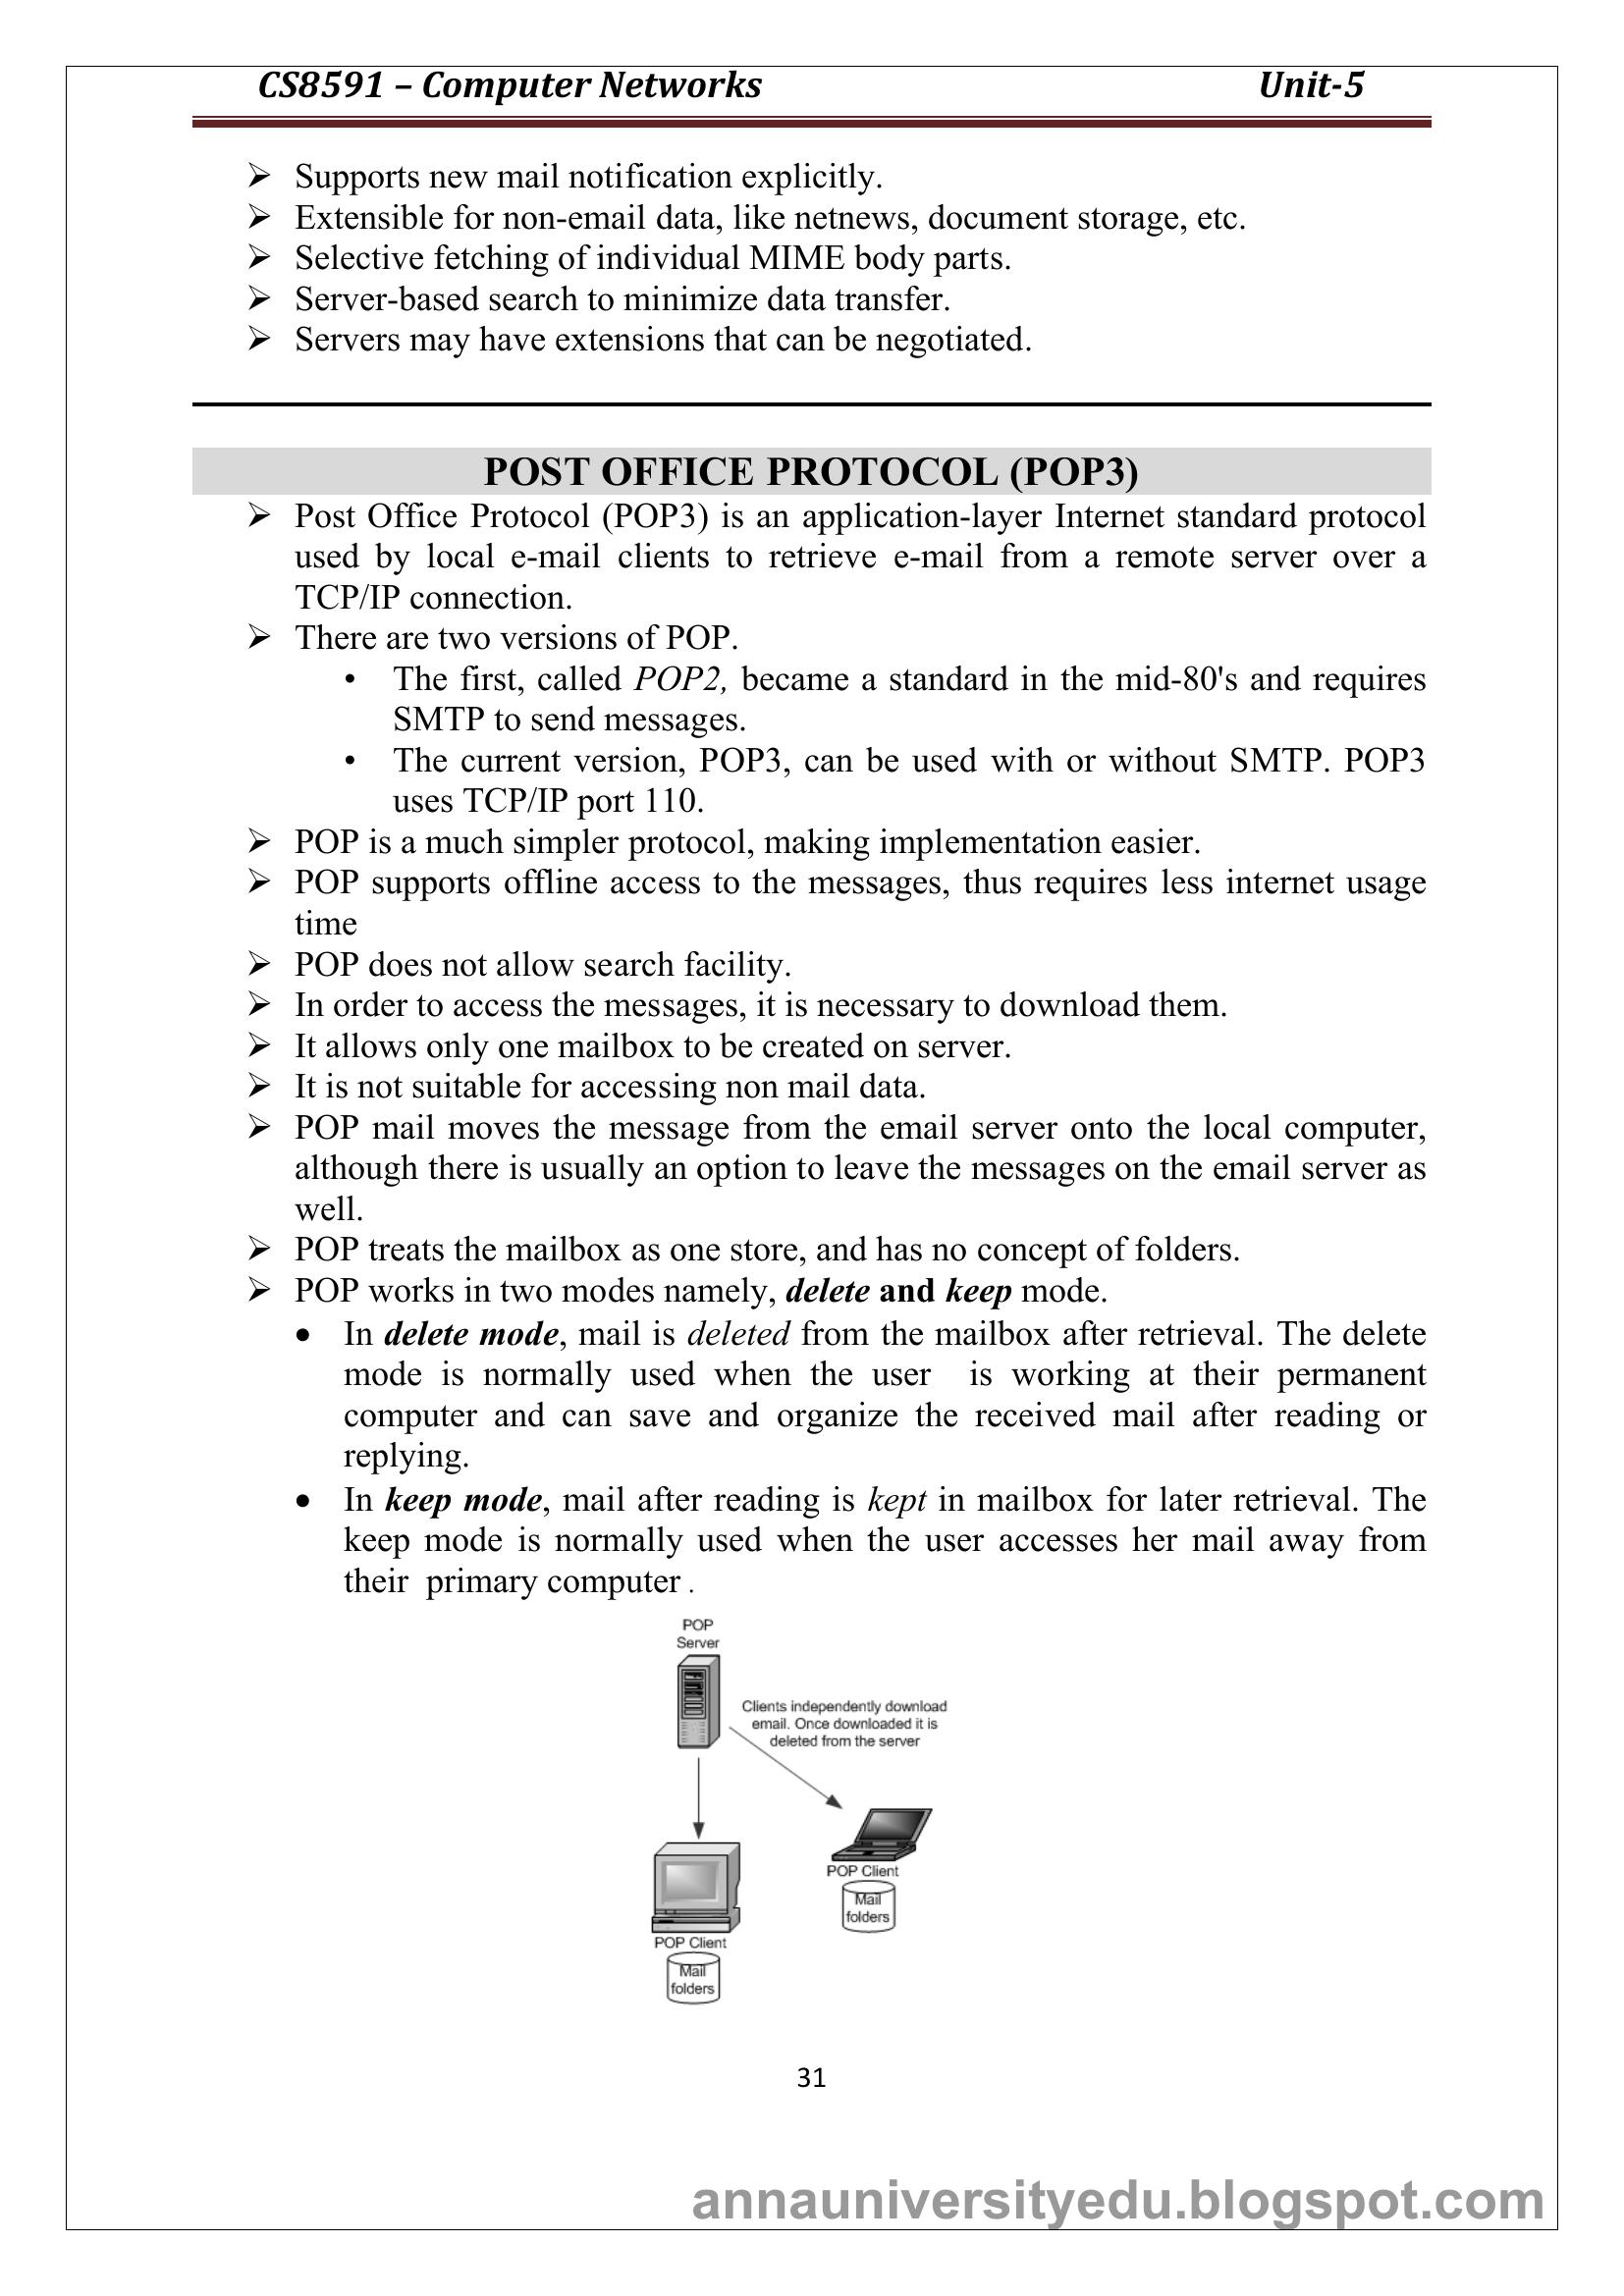 CS8591 – Computer Networks Unit-5
➢ Supports new mail notification explicitly.
➢ Extensible for non-email data, like netnews, document storage, etc.
➢ Selective fetching of individual MIME body parts.
➢ Server-based search to minimize data transfer.
➢ Servers may have extensions that can be negotiated.
POST OFFICE PROTOCOL (POP3)
➢ Post Office Protocol (POP3) is an application-layer Internet standard protocol
used by local e-mail clients to retrieve e-mail from a remote server over a
TCP/IP connection.
➢ There are two versions of POP.
• The first, called POP2, became a standard in the mid-80's and requires
SMTP to send messages.
• The current version, POP3, can be used with or without SMTP. POP3
uses TCP/IP port 110.
➢ POP is a much simpler protocol, making implementation easier.
➢ POP supports offline access to the messages, thus requires less internet usage
time
➢ POP does not allow search facility.
➢ In order to access the messages, it is necessary to download them.
➢ It allows only one mailbox to be created on server.
➢ It is not suitable for accessing non mail data.
➢ POP mail moves the message from the email server onto the local computer,
although there is usually an option to leave the messages on the email server as
well.
➢ POP treats the mailbox as one store, and has no concept of folders.
➢ POP works in two modes namely, delete and keep mode.
• In delete mode, mail is deleted from the mailbox after retrieval. The delete
mode is normally used when the user is working at their permanent
computer and can save and organize the received mail after reading or
replying.
• In keep mode, mail after reading is kept in mailbox for later retrieval. The
keep mode is normally used when the user accesses her mail away from
their primary computer .
POP
Server
Clients independently download
email. Once downloaded it is
deleted from the server
POP Client
Mail
folders
POP Client
Mail
folders
31
annauniversityedu.blogspot.com